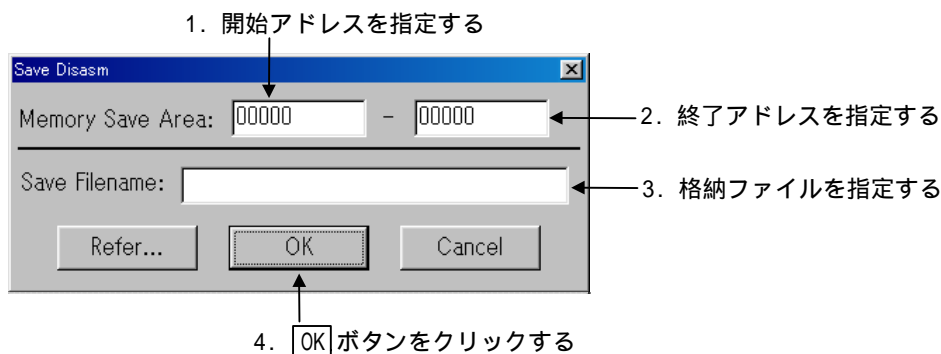 1. 開始アドレスを指定する
Save Disasm
Memory Save Area: 00000 - 00000
2. 終了アドレスを指定する
Save Filename:
3. 格納ファイルを指定する
Refer... OK Cancel
4. OKボタンをクリックする